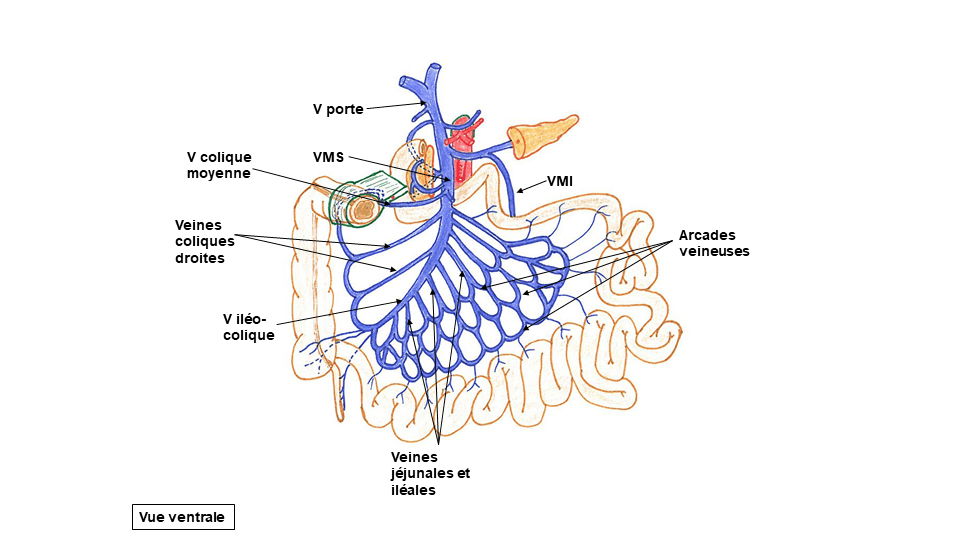 V porte
V colique
moyenne
VMS
VMI
Veines
coliques
droites
Arcades
veineuses
V iléo-
colique
Veines
jéjunales et
iléales
Vue ventrale